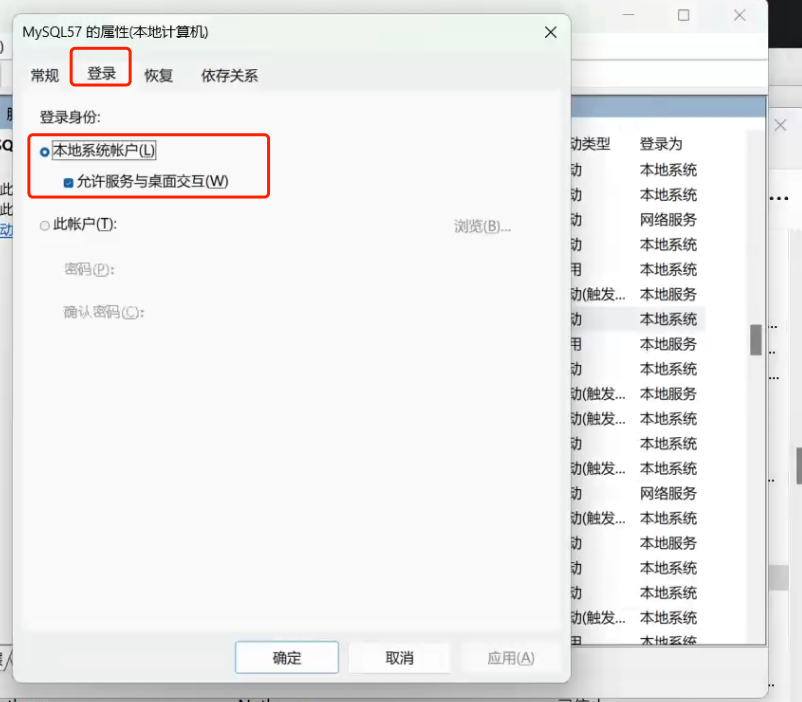 MySQL57 的属性(本地计算机)
常规 登录 恢复 依存关系
登录身份:
本地系统帐户(L)
允许服务与桌面交互(W)
此帐户(T):
浏览(B)...
密码(P):
确认密码(C):
确定 取消 应用(A)
动类型 登录为
动 本地系统
动 本地系统
动 网络服务
动 本地系统
用 本地系统
动(触发... 本地服务
动 本地系统
用 本地服务
动 本地系统
动(触发... 本地服务
动(触发... 本地系统
动 本地系统
动(触发... 本地系统
动 网络服务
动(触发... 本地系统
动 本地服务
动 本地系统
动 本地系统
动(触发... 本地系统
用 本地系统